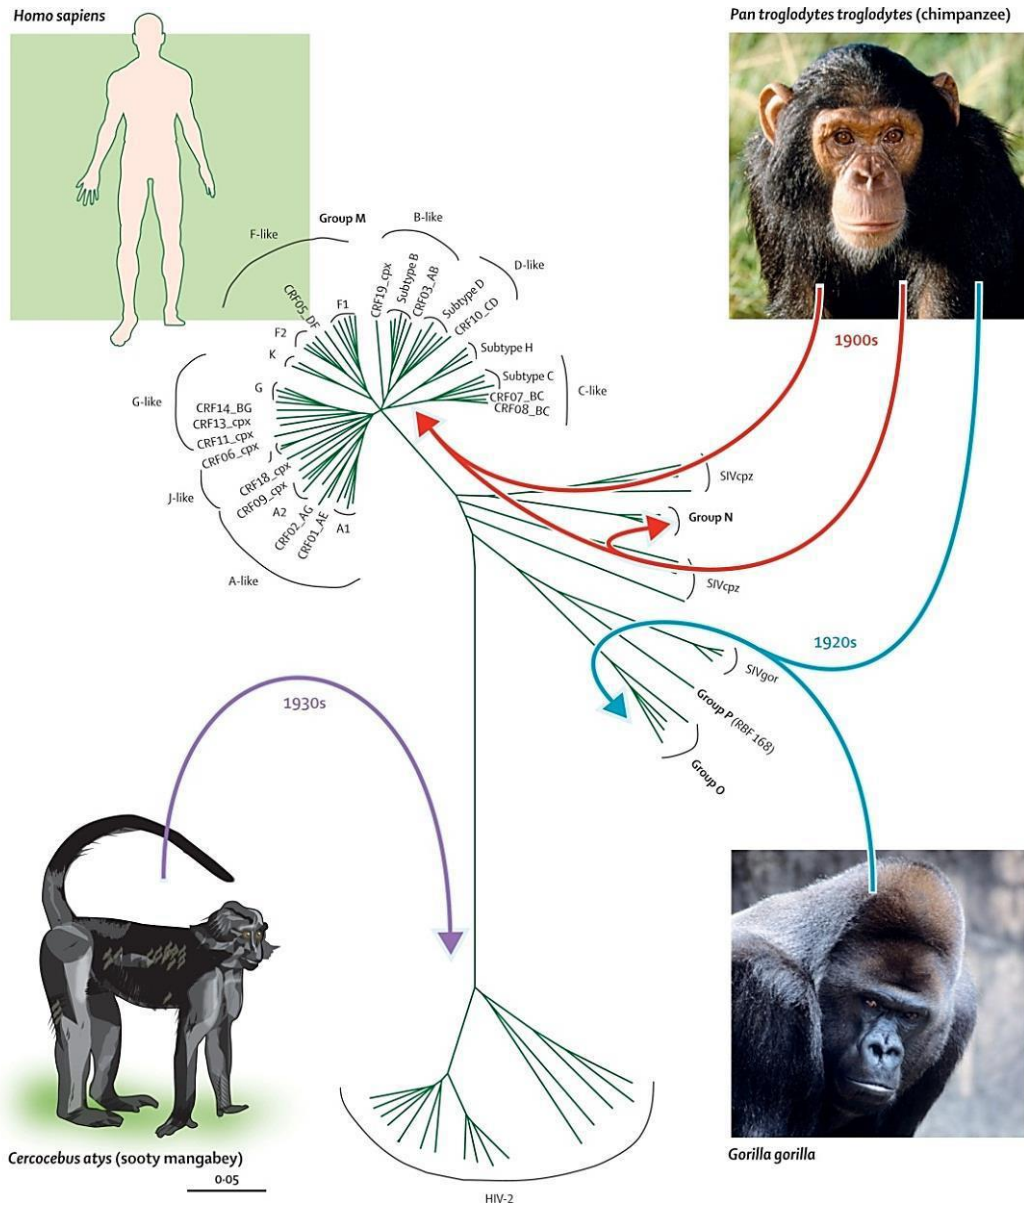 Homo sapiens
Pan troglodytes troglodytes (chimpanzee)
Group M
B-like
F-like
D-like
CRF19_cpx
Subtype B
CRF03_AB
Subtype D
CRF10_CD
CRF05_DF
F1
F2
K
Subtype H
Subtype C
CRF07_BC
CRF08_BC
C-like
G
G-like
CRF14_BG
CRF13_cpx
CRF11_cpx
CRF06_cpx
J
J-like
CRF18_cpx
CRF09_cpx
A2
CRF02_AG
CRF01_AE
A1
A-like
1900s
SIVcpz
Group N
SIVcpz
1920s
SIVgor
Group P (RBF168)
Group O
1930s
Cercocebus atys (sooty mangabey)
0·05
HIV-2
Gorilla gorilla